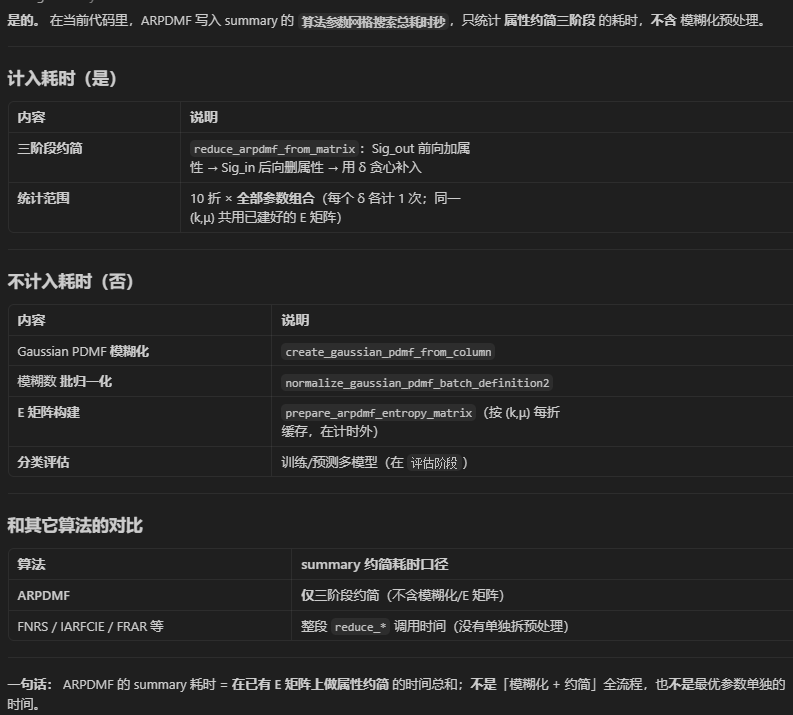 是的。 在当前代码里，ARPDMF 写入 summary 的 算法参数网格搜索总耗时秒 ，只统计 属性约简三阶段 的耗时，不含 模糊化预处理。
计入耗时（是）
内容 说明
三阶段约简 reduce_arpdmf_from_matrix：Sig_out 前向加属
性 → Sig_in 后向删属性 → 用 δ 贪心补入
统计范围 10 折 × 全部参数组合（每个 δ 各计 1 次；同一
(k,μ) 共用已建好的 E 矩阵）
不计入耗时（否）
内容 说明
Gaussian PDMF 模糊化 create_gaussian_pdmf_from_column
模糊数 批归一化 normalize_gaussian_pdmf_batch_definition2
E 矩阵构建 prepare_arpdmf_entropy_matrix （按 (k,μ) 每折
缓存，在计时外）
分类评估 训练/预测多模型（在 评估阶段 ）
和其它算法的对比
算法 summary 约简耗时口径
ARPDMF 仅三阶段约简（不含模糊化/E 矩阵）
FNRS / IARFCIE / FRAR 等 整段 reduce_* 调用时间（没有单独拆预处理）
一句话： ARPDMF 的 summary 耗时 = 在已有 E 矩阵上做属性约简 的时间总和；不是「模糊化 + 约简」全流程，也不是最优参数单独的
时间。